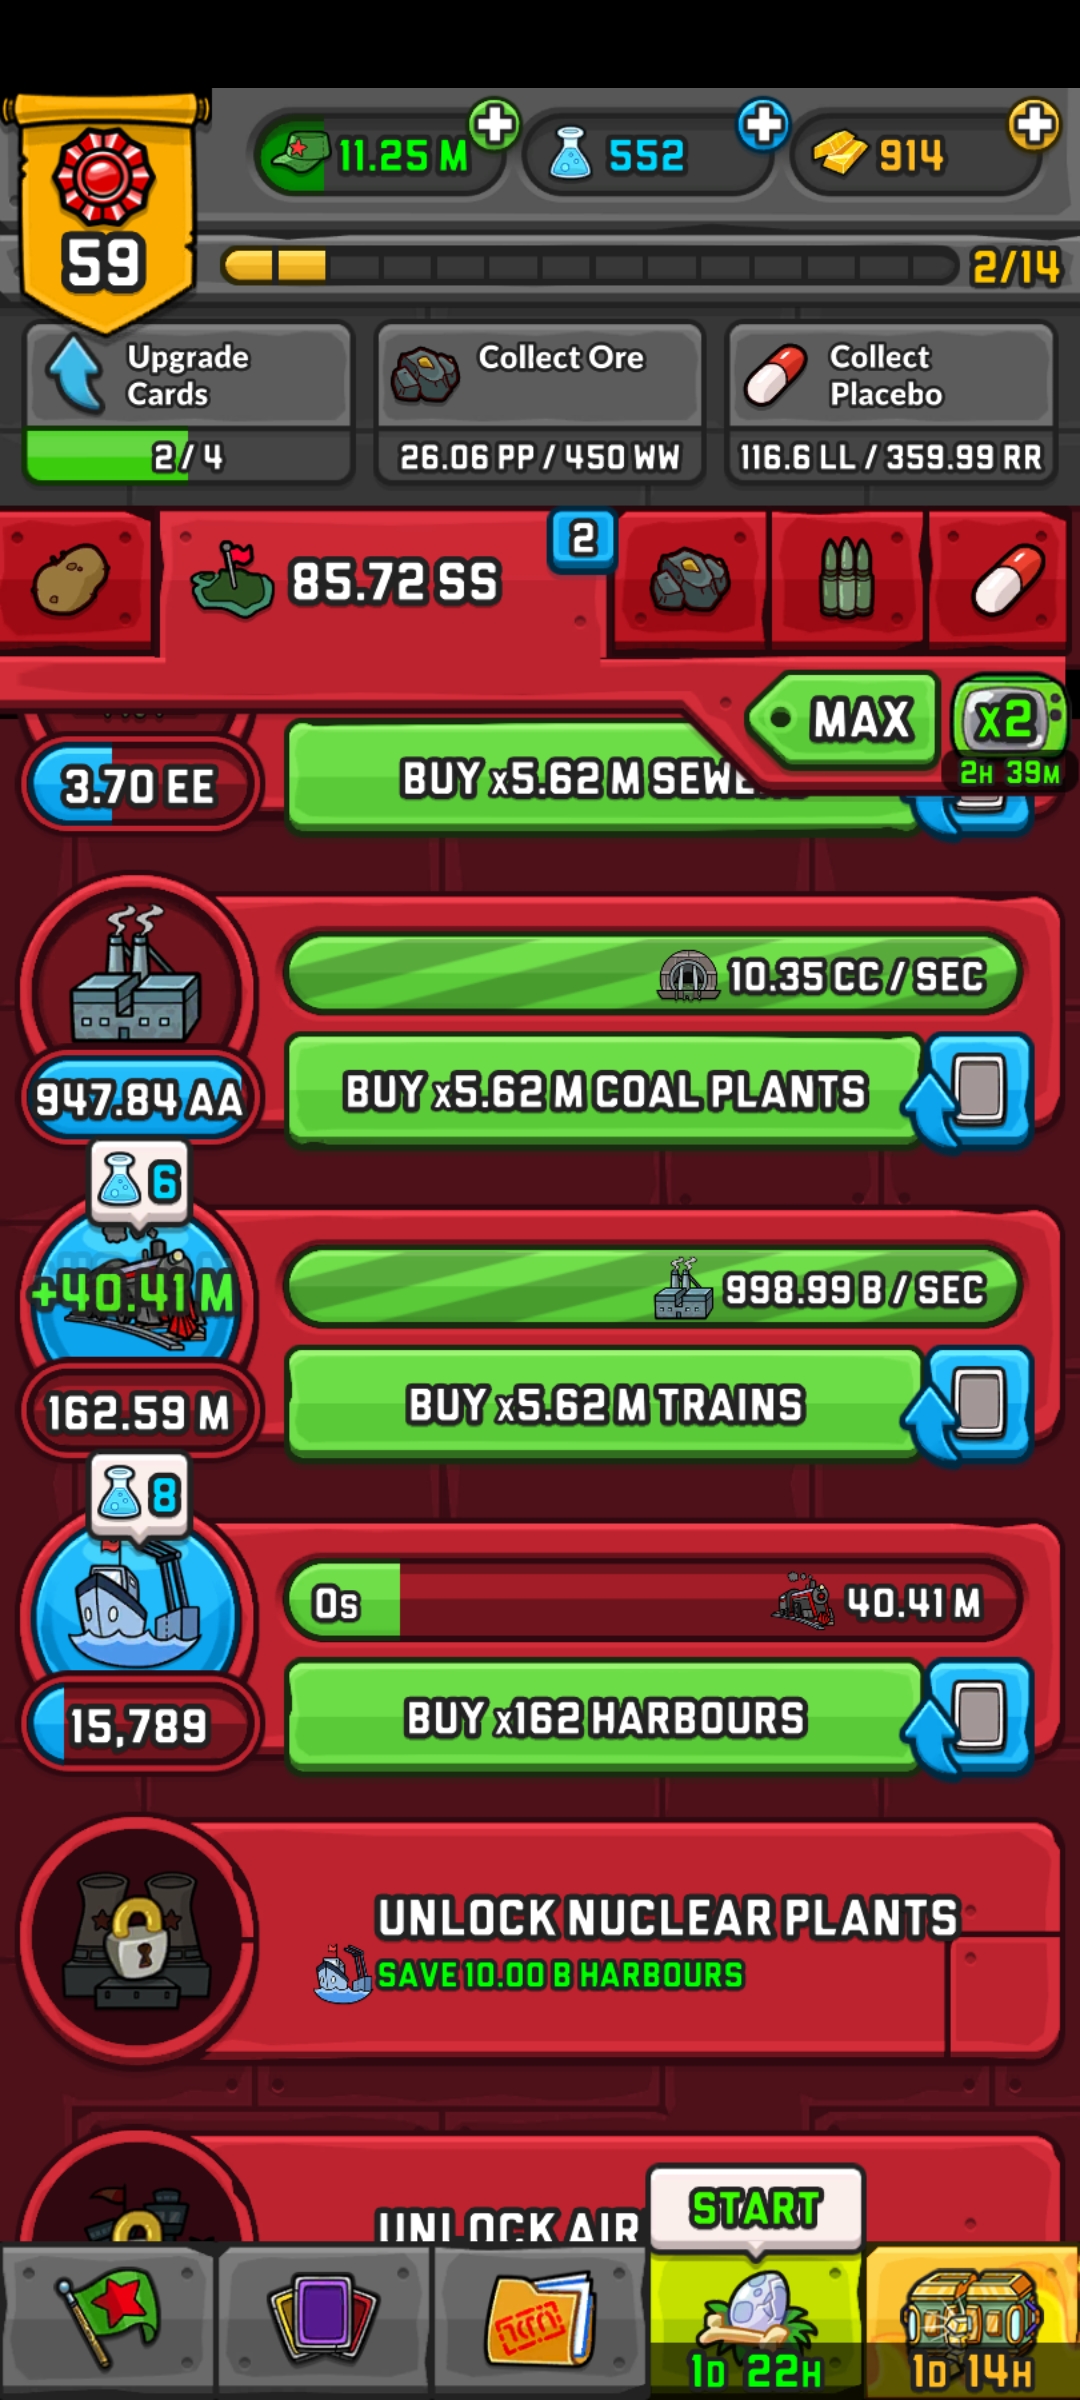 11.25 M
552
914
59
2/14
Upgrade
Cards
2/4
Collect Ore
26.06 PP / 450 WW
Collect
Placebo
116.6 LL / 359.99 RR
85.72 SS
2
MAX
x2
2H 39M
3.70 EE
BUY x5.62 M SEWE
10.35 CC / SEC
947.84 AA
BUY x5.62 M COAL PLANTS
6
+40.41 M
998.99 B / SEC
162.59 M
BUY x5.62 M TRAINS
8
0s
40.41 M
15,789
BUY x162 HARBOURS
UNLOCK NUCLEAR PLANTS
SAVE 10.00 B HARBOURS
UNLOCK AIR
START
1D 22H
1D 14H